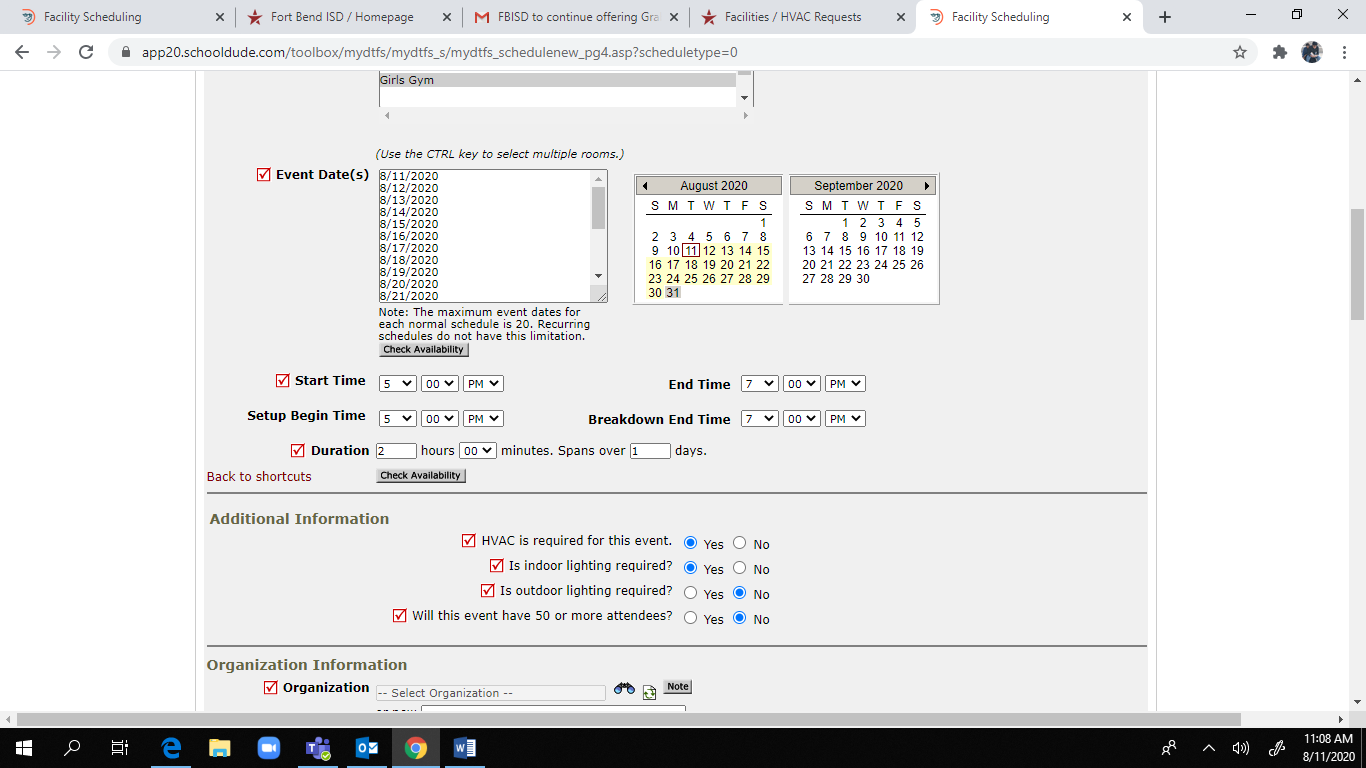 Facility Scheduling
Fort Bend ISD / Homepage
FBISD to continue offering Gra
Facilities / HVAC Requests
Facility Scheduling
app20.schooldude.com/toolbox/mydtfs/mydtfs_s/mydtfs_schedulenew_pg4.asp?scheduletype=0
Girls Gym
(Use the CTRL key to select multiple rooms.)
Event Date(s)
8/11/2020
8/12/2020
8/13/2020
8/14/2020
8/15/2020
8/16/2020
8/17/2020
8/18/2020
8/19/2020
8/20/2020
8/21/2020
August 2020
S M T W T F S
1
2 3 4 5 6 7 8
9 10 11 12 13 14 15
16 17 18 19 20 21 22
23 24 25 26 27 28 29
30 31
September 2020
S M T W T F S
1 2 3 4 5
6 7 8 9 10 11 12
13 14 15 16 17 18 19
20 21 22 23 24 25 26
27 28 29 30
Note: The maximum event dates for
each normal schedule is 20. Recurring
schedules do not have this limitation.
Check Availability
Start Time 5 00 PM End Time 7 00 PM
Setup Begin Time 5 00 PM Breakdown End Time 7 00 PM
Duration 2 hours 00 minutes. Spans over 1 days.
Back to shortcuts Check Availability
Additional Information
HVAC is required for this event. Yes No
Is indoor lighting required? Yes No
Is outdoor lighting required? Yes No
Will this event have 50 or more attendees? Yes No
Organization Information
Organization -- Select Organization -- Note
11:08 AM
8/11/2020